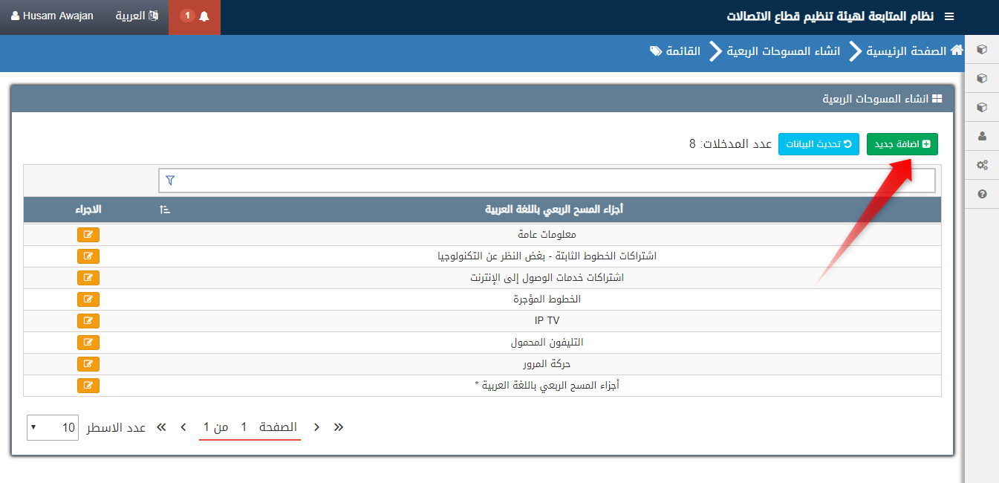 نظام المتابعة لهيئة تنظيم قطاع الاتصالات
1
العربية
Husam Awajan
الصفحة الرئيسية
انشاء المسوحات الربعية
القائمة
انشاء المسوحات الربعية
اضافة جديد
تحديث البيانات
عدد المدخلات: 8
أجزاء المسح الربعي باللغة العربية
الاجراء
معلومات عامة
اشتراكات الخطوط الثابتة - بغض النظر عن التكنولوجيا
اشتراكات خدمات الوصول إلى الإنترنت
الخطوط المؤجرة
IP TV
التليفون المحمول
حركة المرور
أجزاء المسح الربعي باللغة العربية *
الصفحة 1 من 1
عدد الاسطر
10